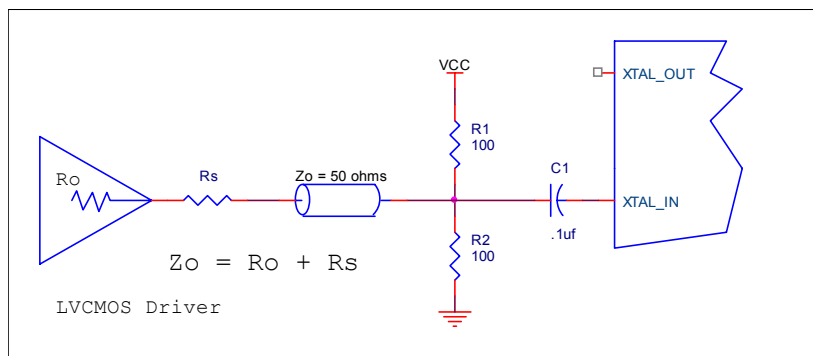 VCC
XTAL_OUT
R1
100
Ro
Rs
Zo = 50 ohms
C1
XTAL_IN
.1uf
R2
100
Zo = Ro + Rs
LVCMOS Driver